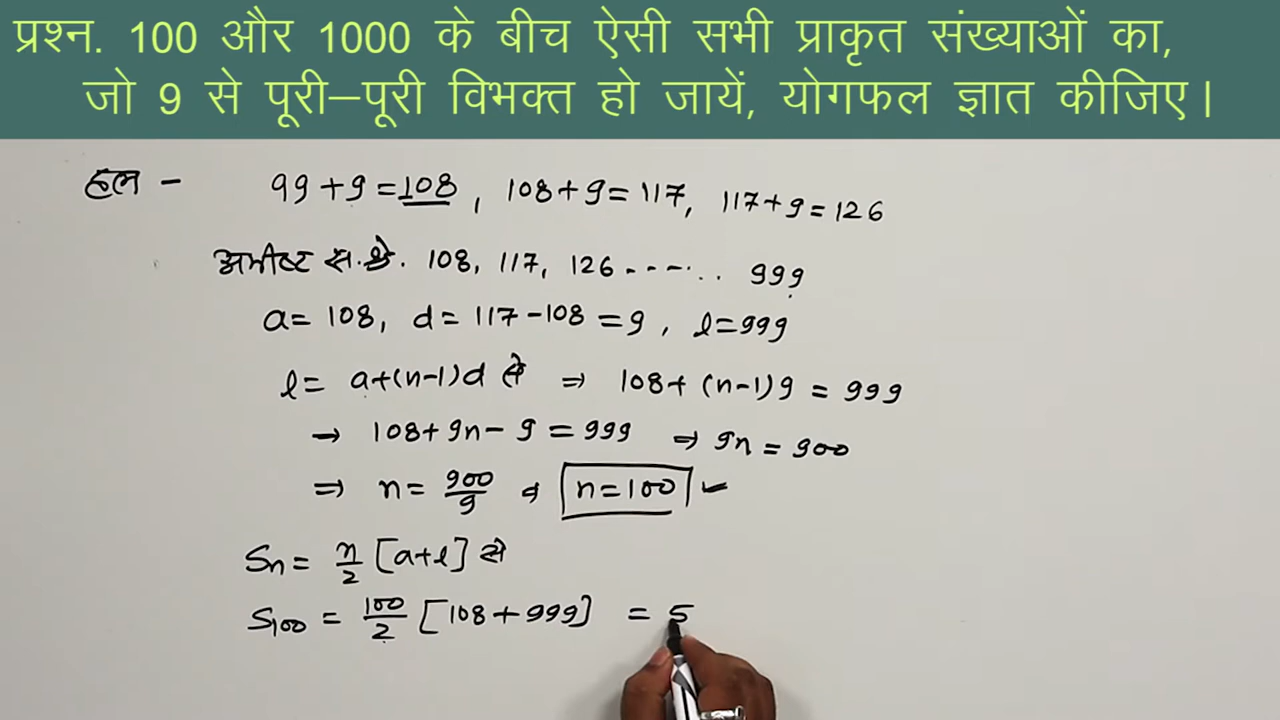 प्रश्न. 100 और 1000 के बीच ऐसी सभी प्राकृत संख्याओं का,
जो 9 से पूरी–पूरी विभक्त हो जायें, योगफल ज्ञात कीजिए।
हल - 99+9=108, 108+9=117, 117+9=126
अभीष्ट स.श्रे. 108, 117, 126 ------.. 999
a= 108, d= 117-108=9, l=999
l= a+(n-1)d से ⇒ 108+(n-1)9=999
→ 108+9n-9=999 ⇒ 9n=900
⇒ n= 900/9 ⇒ n=100 ✓
Sn= n/2 [a+l] से
S100 = 100/2 [108+999] = 5